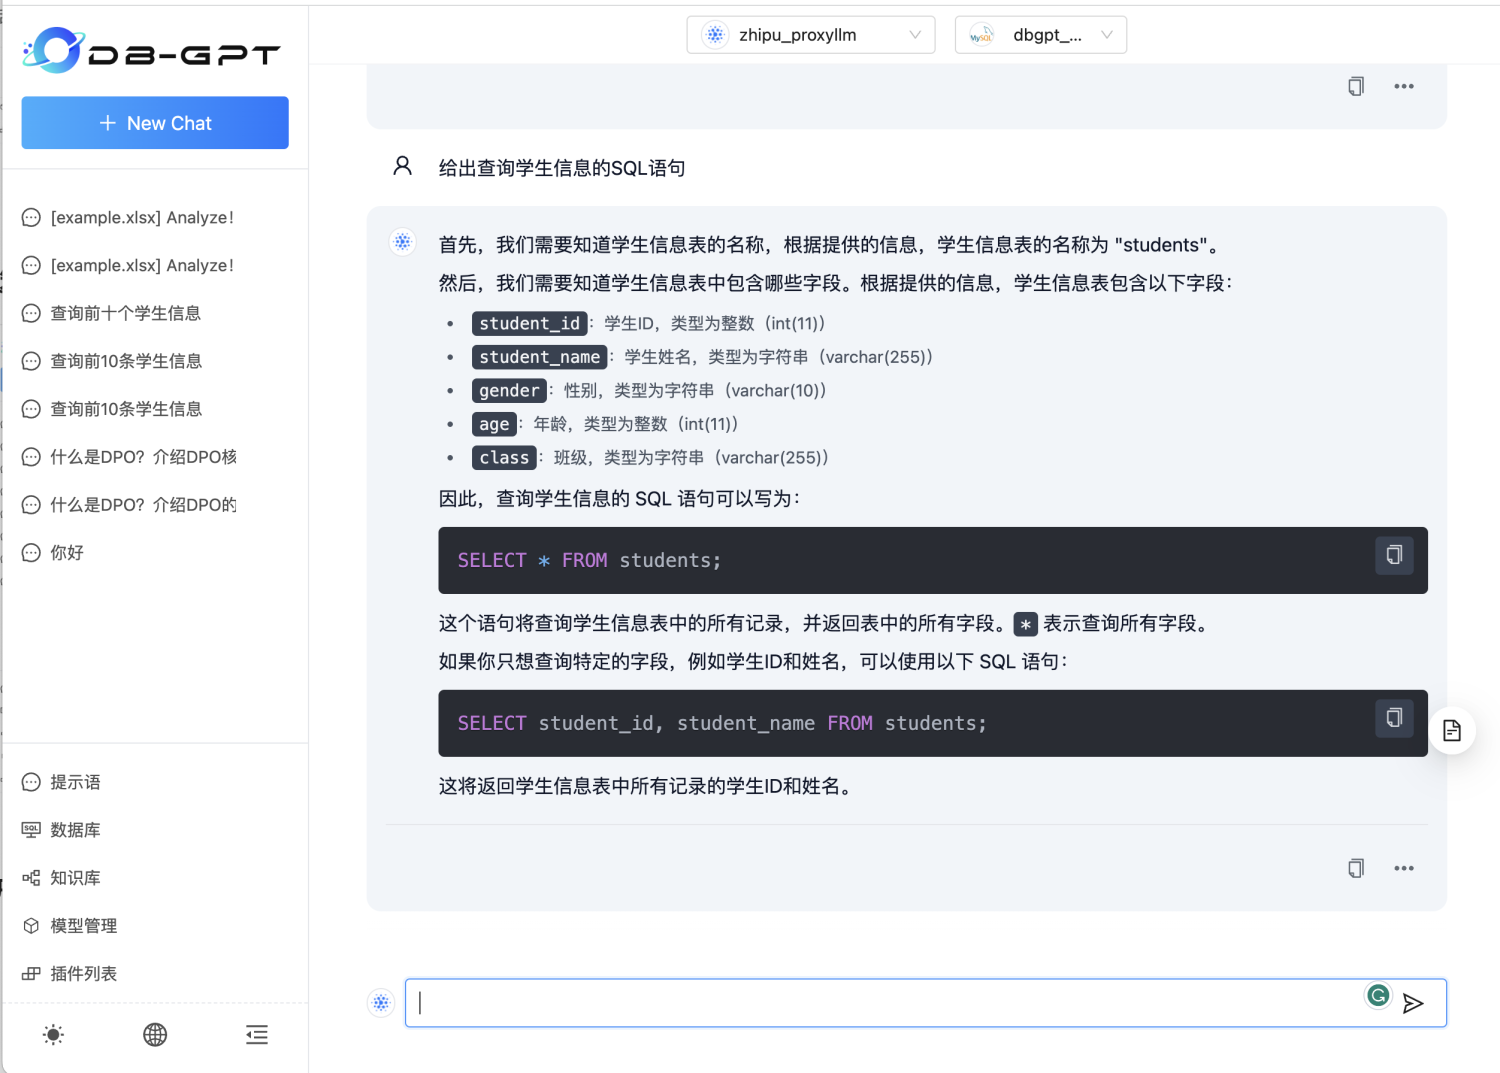 DB-GPT
New Chat
[example.xlsx] Analyze!
[example.xlsx] Analyze!
查询前十个学生信息
查询前10条学生信息
查询前10条学生信息
什么是DPO？介绍DPO核
什么是DPO？介绍DPO的
你好
提示语
SQL 数据库
知识库
模型管理
插件列表
zhipu_proxyllm
MySQL dbgpt_...
给出查询学生信息的SQL语句
首先，我们需要知道学生信息表的名称，根据提供的信息，学生信息表的名称为 "students"。
然后，我们需要知道学生信息表中包含哪些字段。根据提供的信息，学生信息表包含以下字段：
• student_id：学生ID，类型为整数（int(11)）
• student_name：学生姓名，类型为字符串（varchar(255)）
• gender：性别，类型为字符串（varchar(10)）
• age：年龄，类型为整数（int(11)）
• class：班级，类型为字符串（varchar(255)）
因此，查询学生信息的 SQL 语句可以写为：
SELECT * FROM students;
这个语句将查询学生信息表中的所有记录，并返回表中的所有字段。* 表示查询所有字段。
如果你只想查询特定的字段，例如学生ID和姓名，可以使用以下 SQL 语句：
SELECT student_id, student_name FROM students;
这将返回学生信息表中所有记录的学生ID和姓名。